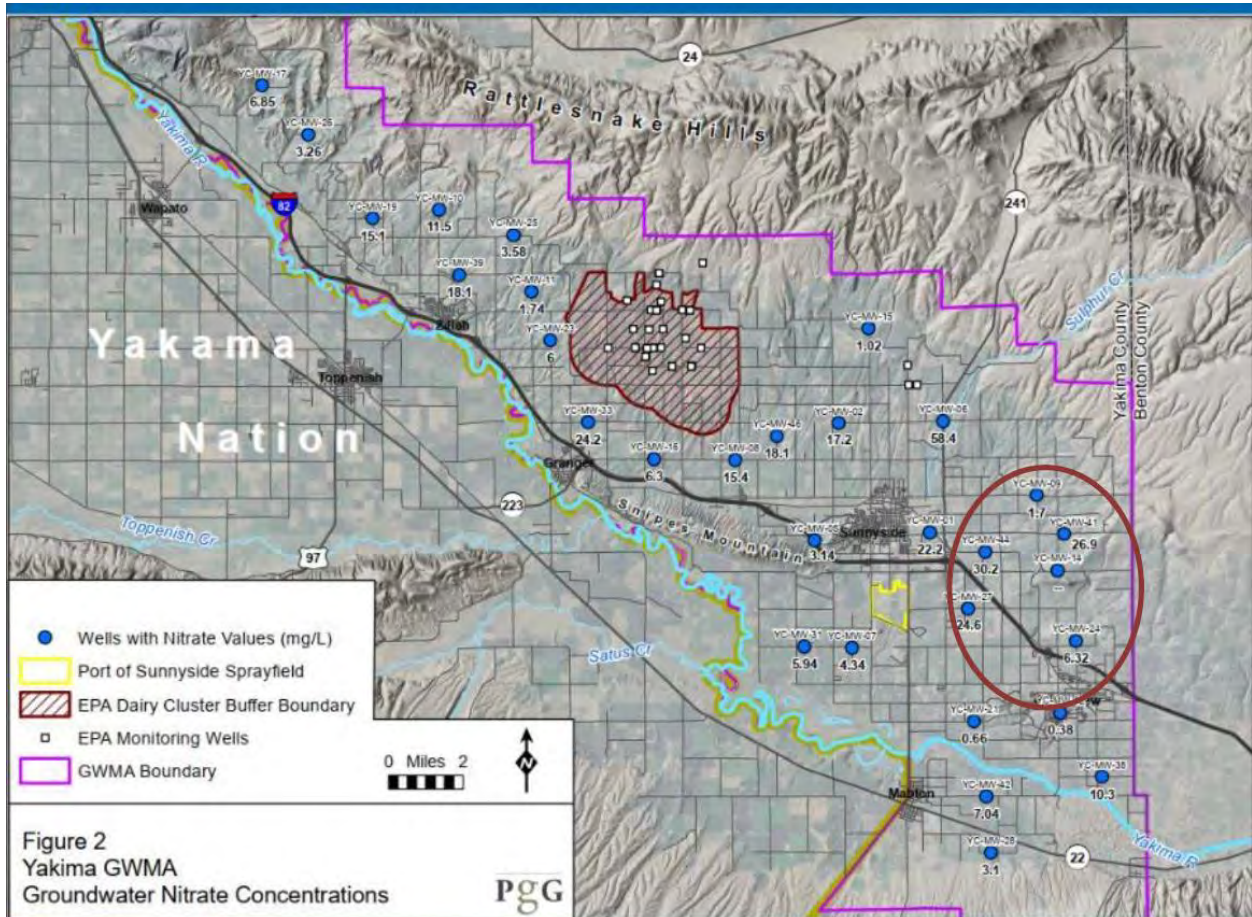 24
YC-MW-17
6.85
Rattlesnake Hills
YC-MW-26
3.26
Yakima R
241
Wapato
82
YC-MW-19
15.1
YC-MW-10
11.5
YC-MW-25
3.58
Sulphur Cr
YC-MW-39
18.1
YC-MW-11
1.74
Zillah
YC-MW-23
6
YC-MW-15
1.02
Yakama
Nation
Toppenish
Yakima County
Benton County
YC-MW-33
24.2
YC-MW-46
18.1
YC-MW-02
17.2
YC-MW-06
58.4
YC-MW-16
6.3
YC-MW-08
15.4
Granger
223
Snipes Mountain
YC-MW-09
1.7
Toppenish Cr
97
YC-MW-05
3.14
Sunnyside
YC-MW-01
22.2
YC-MW-41
26.9
YC-MW-44
30.2
YC-MW-14
YC-MW-27
24.6
YC-MW-24
6.32
YC-MW-31
5.94
YC-MW-07
4.34
Satus Cr
YC-MW-21
0.66
0.38
YC-MW-38
10.3
Mabton
YC-MW-42
7.04
YC-MW-28
3.1
22
Yakima R
Wells with Nitrate Values (mg/L)
Port of Sunnyside Sprayfield
EPA Dairy Cluster Buffer Boundary
EPA Monitoring Wells
GWMA Boundary
0 Miles 2
N
Figure 2
Yakima GWMA
Groundwater Nitrate Concentrations
PgG